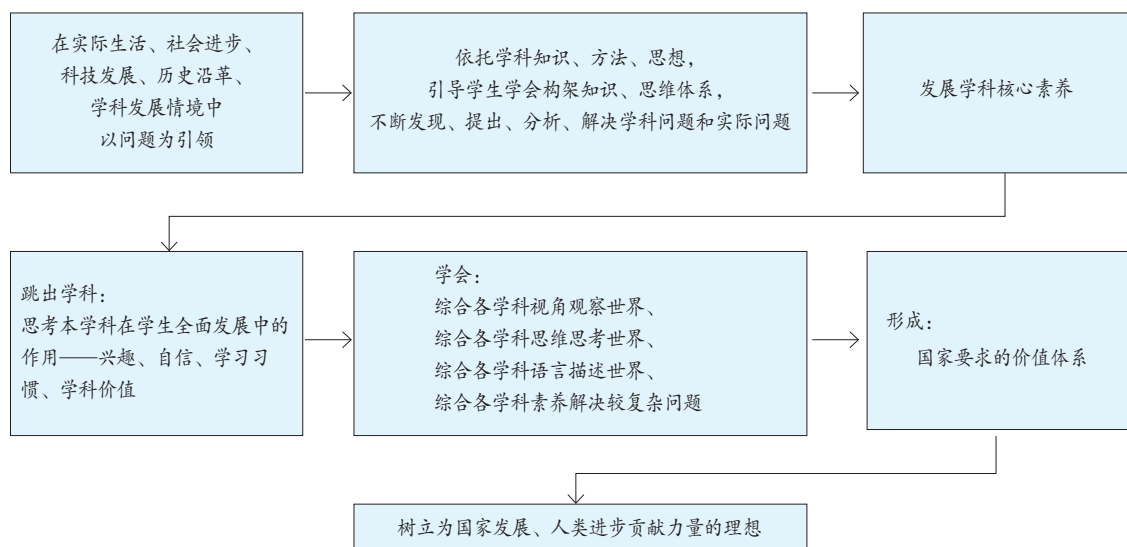 在实际生活、社会进步、
科技发展、历史沿革、
学科发展情境中
以问题为引领
依托学科知识、方法、思想，
引导学生学会构架知识、思维体系，
不断发现、提出、分析、解决学科问题和实际问题
发展学科核心素养
跳出学科：
思考本学科在学生全面发展中的
作用——兴趣、自信、学习习
惯、学科价值
学会：
综合各学科视角观察世界、
综合各学科思维思考世界、
综合各学科语言描述世界、
综合各学科素养解决较复杂问题
形成：
国家要求的价值体系
树立为国家发展、人类进步贡献力量的理想